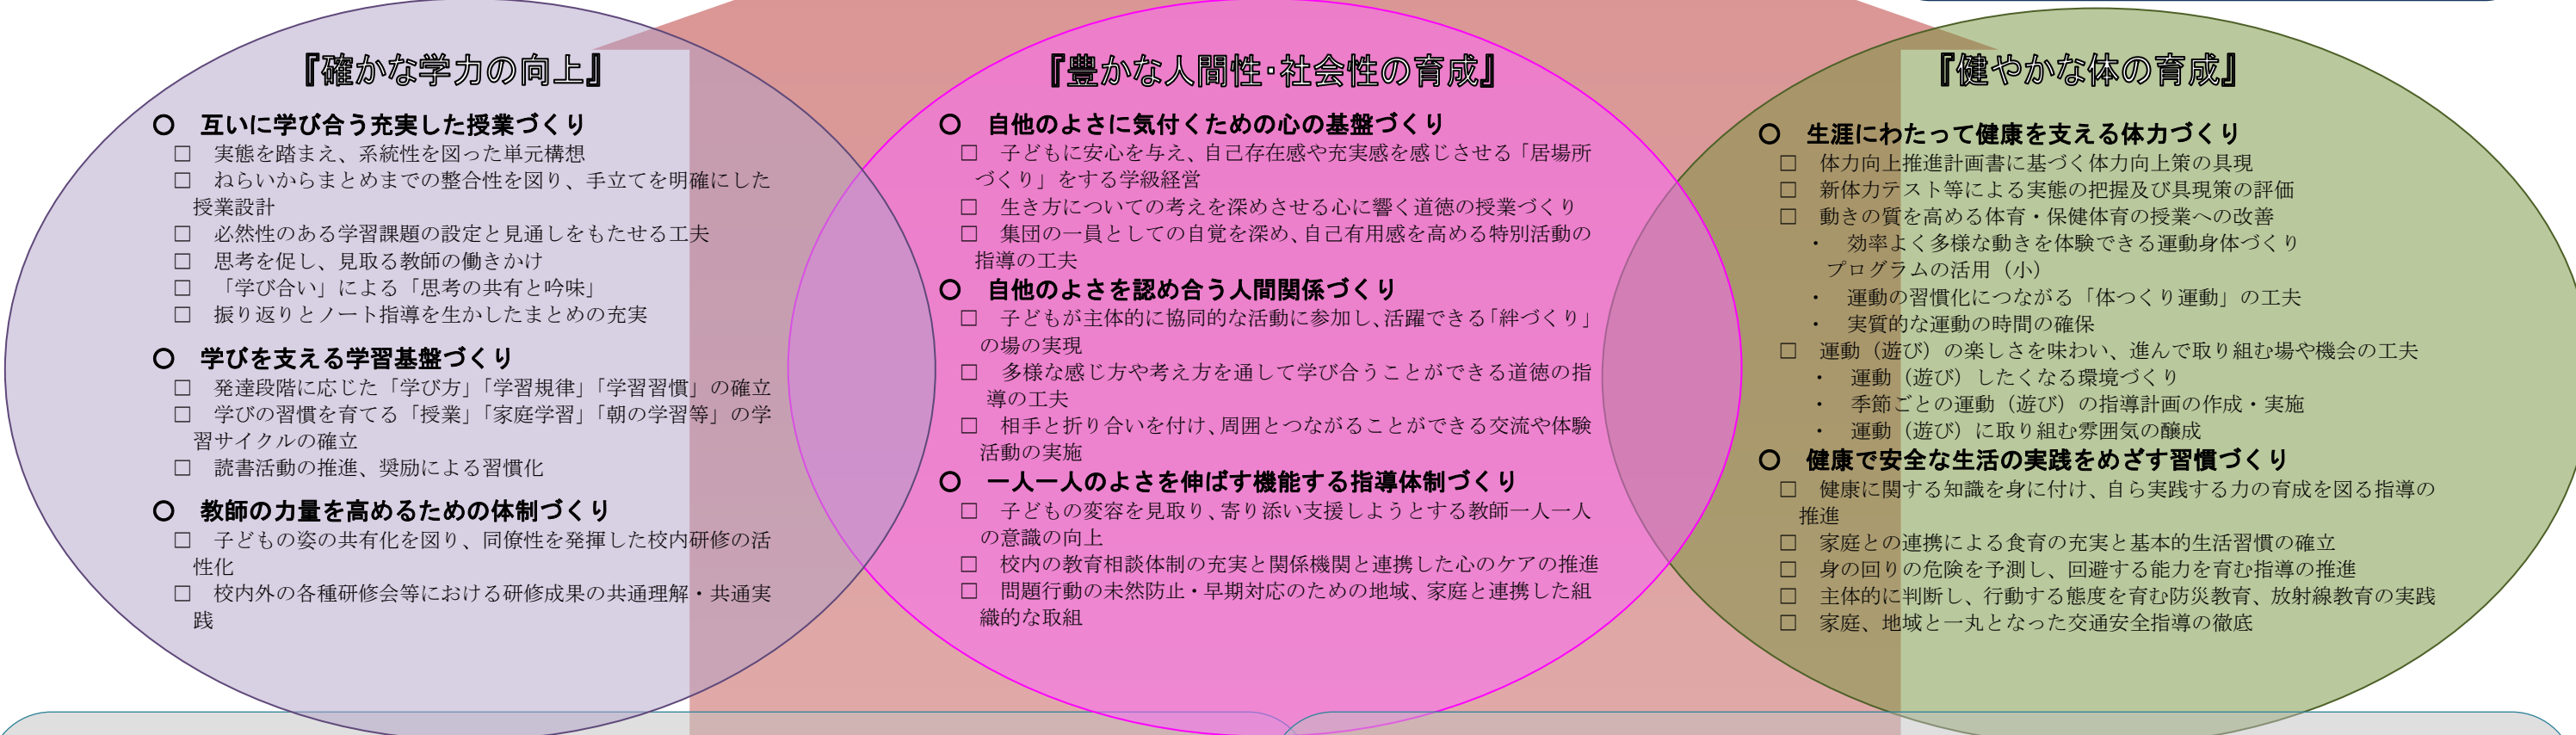 『確かな学力の向上』
○　互いに学び合う充実した授業づくり
□　実態を踏まえ、系統性を図った単元構想
□　ねらいからまとめまでの整合性を図り、手立てを明確にした
授業設計
□　必然性のある学習課題の設定と見通しをもたせる工夫
□　思考を促し、見取る教師の働きかけ
□　「学び合い」による「思考の共有と吟味」
□　振り返りとノート指導を生かしたまとめの充実
○　学びを支える学習基盤づくり
□　発達段階に応じた「学び方」「学習規律」「学習習慣」の確立
□　学びの習慣を育てる「授業」「家庭学習」「朝の学習等」の学
習サイクルの確立
□　読書活動の推進、奨励による習慣化
○　教師の力量を高めるための体制づくり
□　子どもの姿の共有化を図り、同僚性を発揮した校内研修の活
性化
□　校内外の各種研修会等における研修成果の共通理解・共通実
践
『豊かな人間性・社会性の育成』
○　自他のよさに気付くための心の基盤づくり
□　子どもに安心を与え、自己存在感や充実感を感じさせる「居場所
づくり」をする学級経営
□　生き方についての考えを深めさせる心に響く道徳の授業づくり
□　集団の一員としての自覚を深め、自己有用感を高める特別活動の
指導の工夫
○　自他のよさを認め合う人間関係づくり
□　子どもが主体的に協同的な活動に参加し、活躍できる「絆づくり」
の場の実現
□　多様な感じ方や考え方を通して学び合うことができる道徳の指
導の工夫
□　相手と折り合いを付け、周囲とつながることができる交流や体験
活動の実施
○　一人一人のよさを伸ばす機能する指導体制づくり
□　子どもの変容を見取り、寄り添い支援しようとする教師一人一人
の意識の向上
□　校内の教育相談体制の充実と関係機関と連携した心のケアの推進
□　問題行動の未然防止・早期対応のための地域、家庭と連携した組
織的な取組
『健やかな体の育成』
○　生涯にわたって健康を支える体力づくり
□　体力向上推進計画書に基づく体力向上策の具現
□　新体力テスト等による実態の把握及び具現策の評価
□　動きの質を高める体育・保健体育の授業への改善
・　効率よく多様な動きを体験できる運動身体づくり
プログラムの活用（小）
・　運動の習慣化につながる「体つくり運動」の工夫
・　実質的な運動の時間の確保
□　運動（遊び）の楽しさを味わい、進んで取り組む場や機会の工夫
・　運動（遊び）したくなる環境づくり
・　季節ごとの運動（遊び）の指導計画の作成・実施
・　運動（遊び）に取り組む雰囲気の醸成
○　健康で安全な生活の実践をめざす習慣づくり
□　健康に関する知識を身に付け、自ら実践する力の育成を図る指導の
推進
□　家庭との連携による食育の充実と基本的生活習慣の確立
□　身の回りの危険を予測し、回避する能力を育む指導の推進
□　主体的に判断し、行動する態度を育む防災教育、放射線教育の実践
□　家庭、地域と一丸となった交通安全指導の徹底